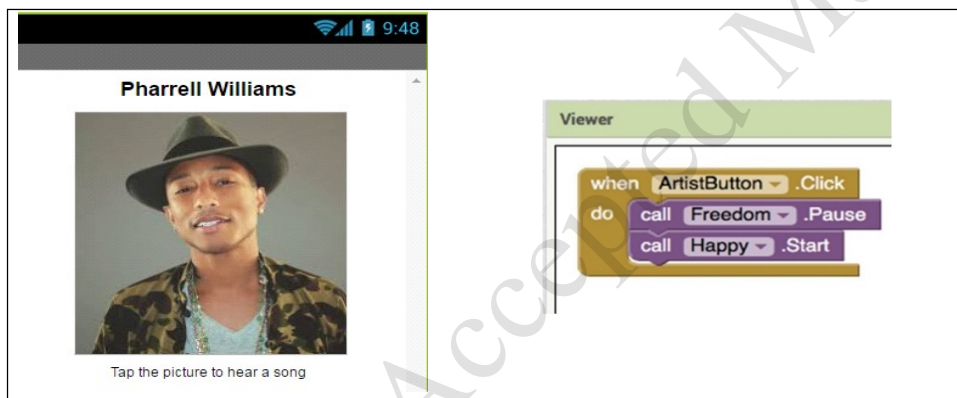 9:48
Pharrell Williams
Tap the picture to hear a song
Viewer
when ArtistButton .Click
do call Freedom .Pause
call Happy .Start
Accepted M